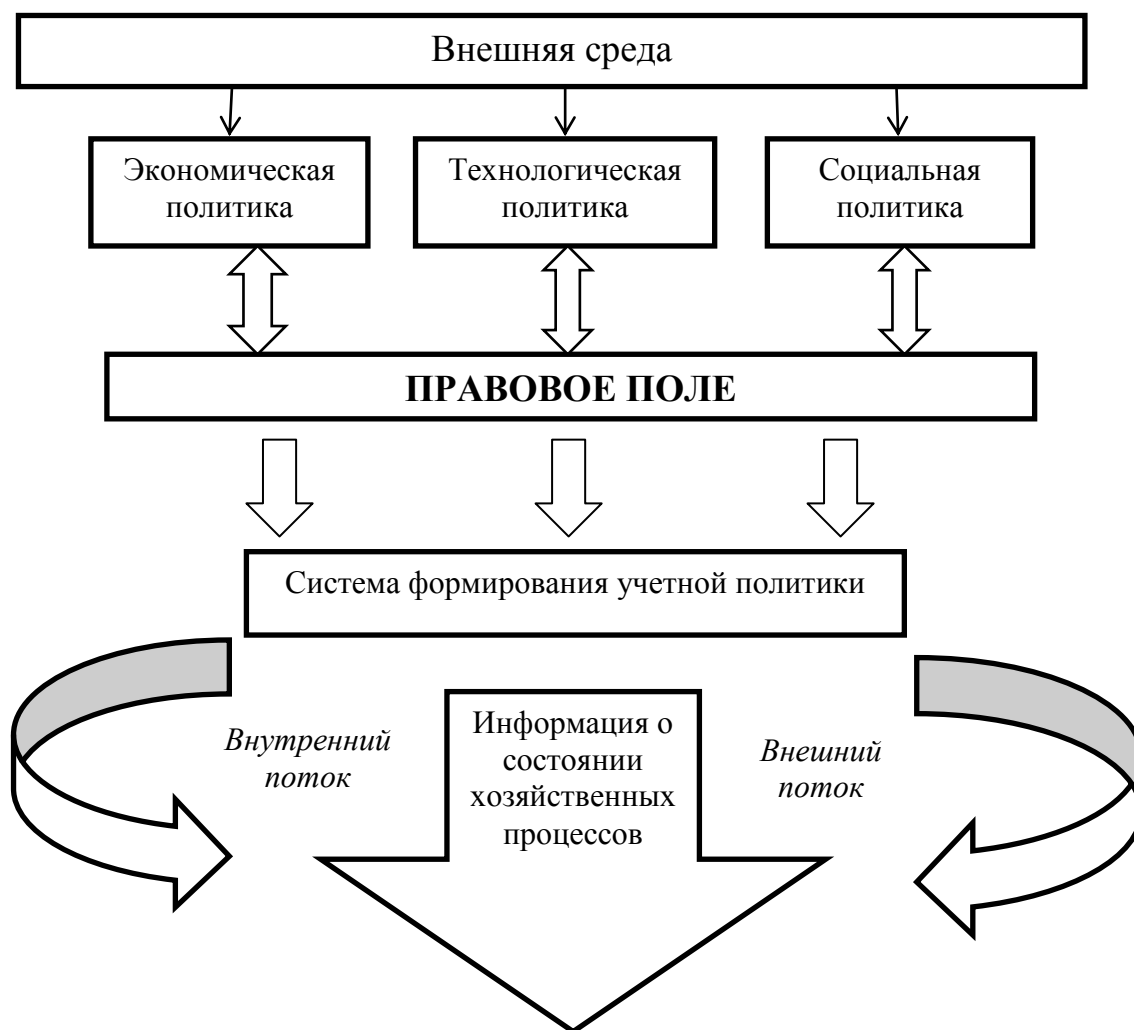 Внешняя среда
Экономическая
политика
Технологическая
политика
Социальная
политика
ПРАВОВОЕ ПОЛЕ
Система формирования учетной политики
Внутренний
поток
Информация о
состоянии
хозяйственных
процессов
Внешний
поток